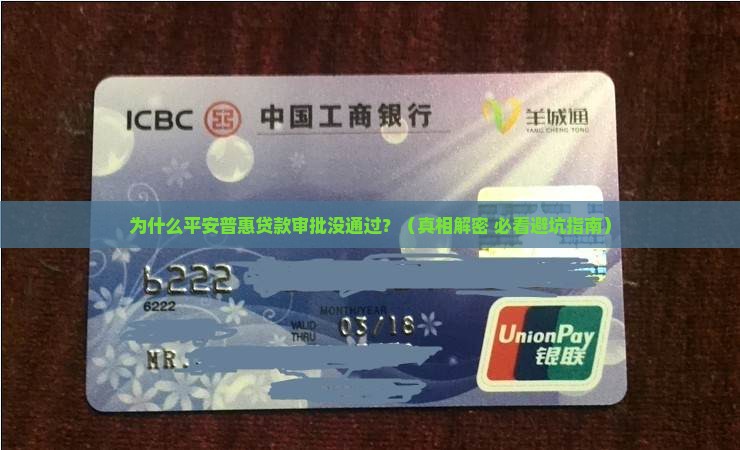 ICBC 中国工商银行 羊城通
YANG CHENG TONG
为什么平安普惠贷款审批没通过？（真相解密 必看避坑指南）
6222
6222
MONTH/YEAR
VALID THRU 03/18
MR.
UnionPay
银联